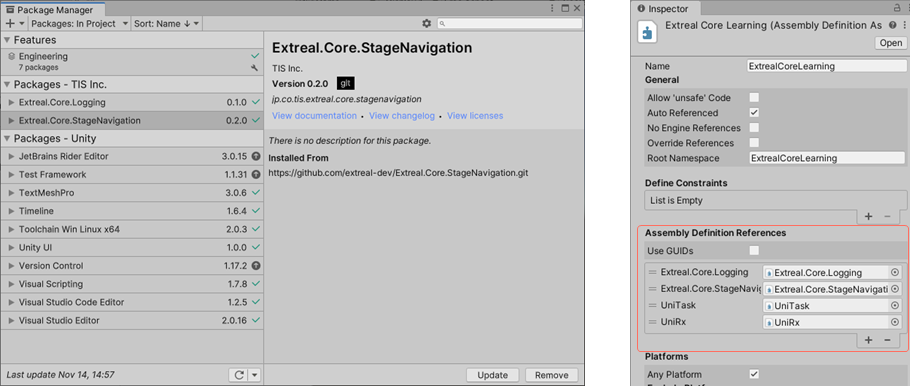 Package Manager
+ Packages: In Project Sort: Name ↓
Features
Engineering
7 packages
Packages - TIS Inc.
Extreal.Core.Logging 0.1.0
Extreal.Core.StageNavigation 0.2.0
Packages - Unity
JetBrains Rider Editor 3.0.15
Test Framework 1.1.31
TextMeshPro 3.0.6
Timeline 1.6.4
Toolchain Win Linux x64 2.0.3
Unity UI 1.0.0
Version Control 1.17.2
Visual Scripting 1.7.8
Visual Studio Code Editor 1.2.5
Visual Studio Editor 2.0.16
Last update Nov 14, 14:57
Extreal.Core.StageNavigation
TIS Inc.
Version 0.2.0 git
jp.co.tis.extreal.core.stagenavigation
View documentation • View changelog • View licenses
There is no description for this package.
Installed From
https://github.com/extreal-dev/Extreal.Core.StageNavigation.git
Update Remove
Inspector
Extreal Core Learning (Assembly Definition As
Open
Name ExtrealCoreLearning
General
Allow 'unsafe' Code
Auto Referenced
No Engine References
Override References
Root Namespace ExtrealCoreLearning
Define Constraints
List is Empty
+ −
Assembly Definition References
Use GUIDs
Extreal.Core.Logging Extreal.Core.Logging
Extreal.Core.StageNavig Extreal.Core.StageNavigati
UniTask UniTask
UniRx UniRx
+ −
Platforms
Any Platform